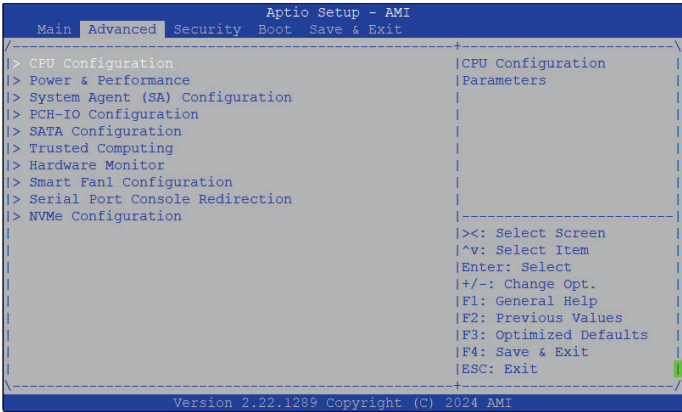 Aptio Setup - AMI
Main Advanced Security Boot Save & Exit
/----------------------------------------------------+-------------------------\
|> CPU Configuration |CPU Configuration |
|> Power & Performance |Parameters |
|> System Agent (SA) Configuration | |
|> PCH-IO Configuration | |
|> SATA Configuration | |
|> Trusted Computing | |
|> Hardware Monitor | |
|> Smart Fan1 Configuration | |
|> Serial Port Console Redirection | |
|> NVMe Configuration |-------------------------|
| |><: Select Screen |
| |^v: Select Item |
| |Enter: Select |
| |+/-: Change Opt. |
| |F1: General Help |
| |F2: Previous Values |
| |F3: Optimized Defaults |
| |F4: Save & Exit |
| |ESC: Exit |
\----------------------------------------------------+-------------------------/
Version 2.22.1289 Copyright (C) 2024 AMI